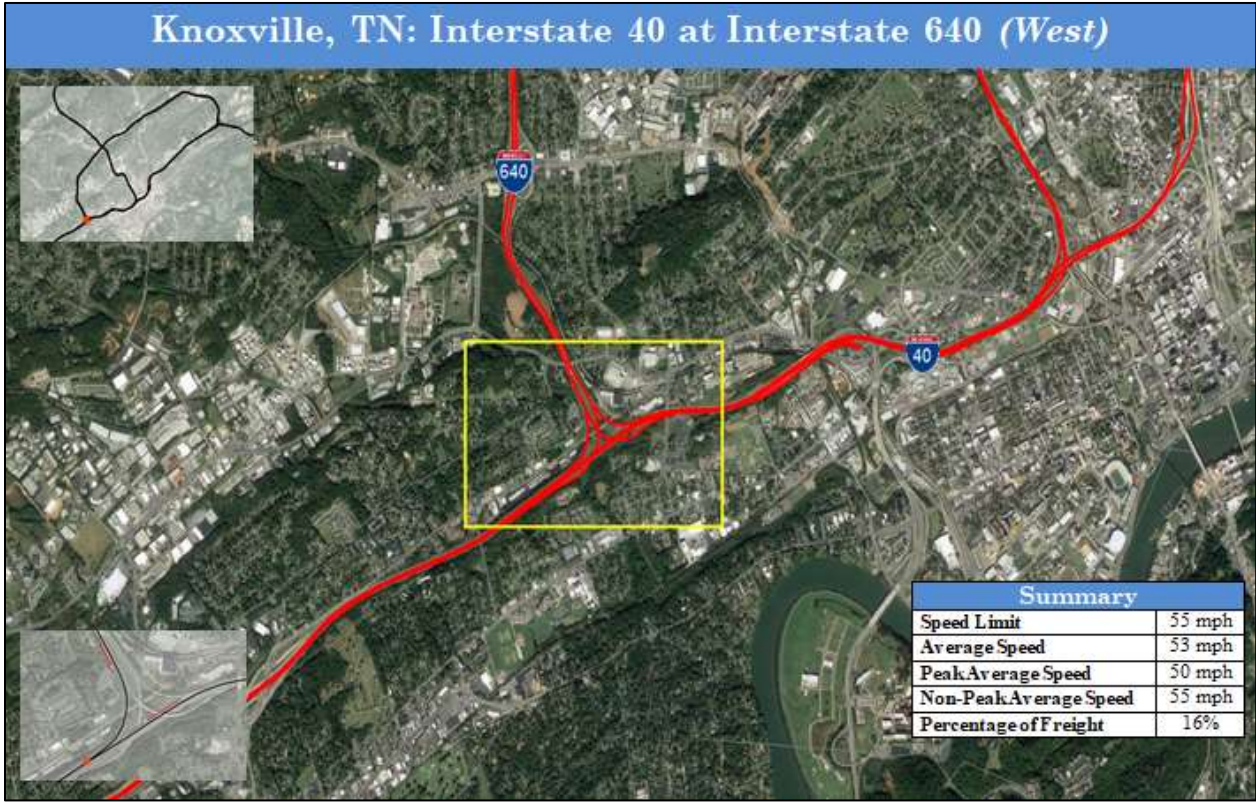 Knoxville, TN: Interstate 40 at Interstate 640 (West)
640
40
Summary
Speed Limit 55 mph
Average Speed 53 mph
Peak Average Speed 50 mph
Non-Peak Average Speed 55 mph
Percentage of Freight 16%